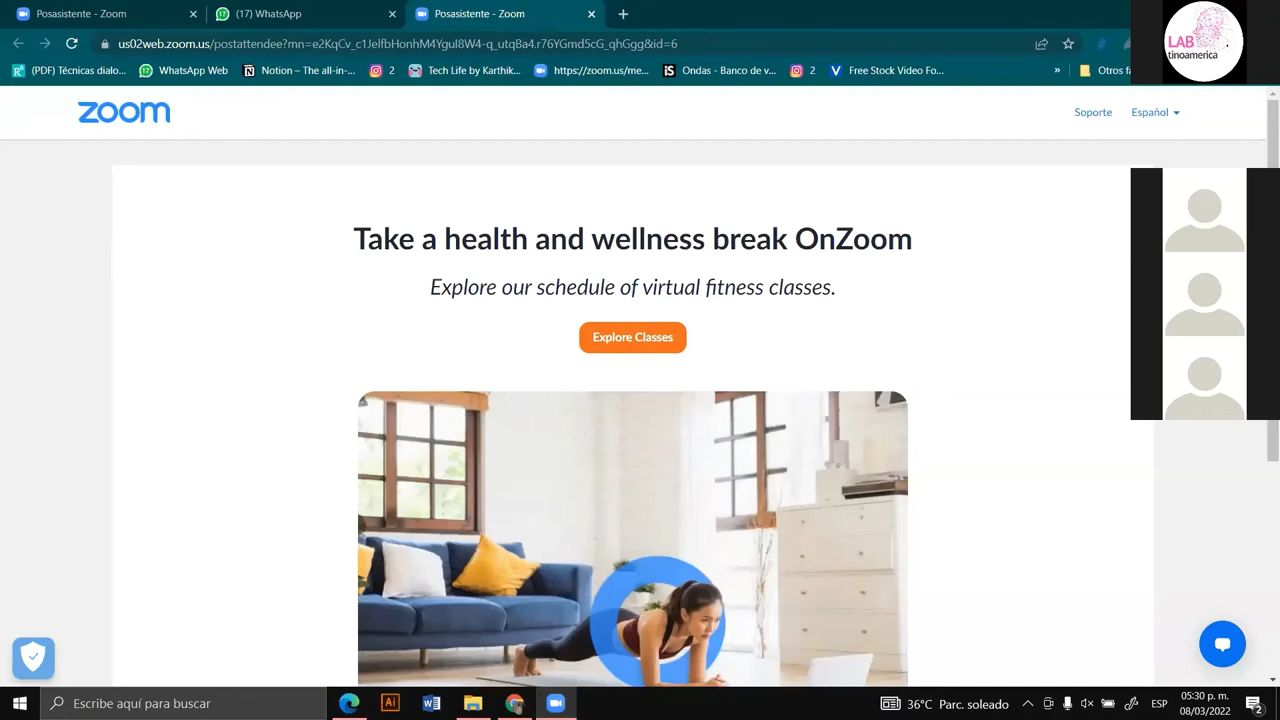 Posasistente - Zoom
(17) WhatsApp
Posasistente - Zoom
us02web.zoom.us/postattendee?mn=e2KqCv_c1JelfbHonhM4YguI8W4-q_utqBa4.r76YGmd5cG_qhGgg&id=6
(PDF) Técnicas dialo...
WhatsApp Web
Notion – The all-in-...
2
Tech Life by Karthik...
https://zoom.us/me...
Ondas - Banco de v...
2
Free Stock Video Fo...
»
Otros fa
LAB
tinoamerica
zoom
Soporte
Español
Take a health and wellness break OnZoom
Explore our schedule of virtual fitness classes.
Explore Classes
Escribe aquí para buscar
36°C Parc. soleado
ESP
05:30 p. m.
08/03/2022
2